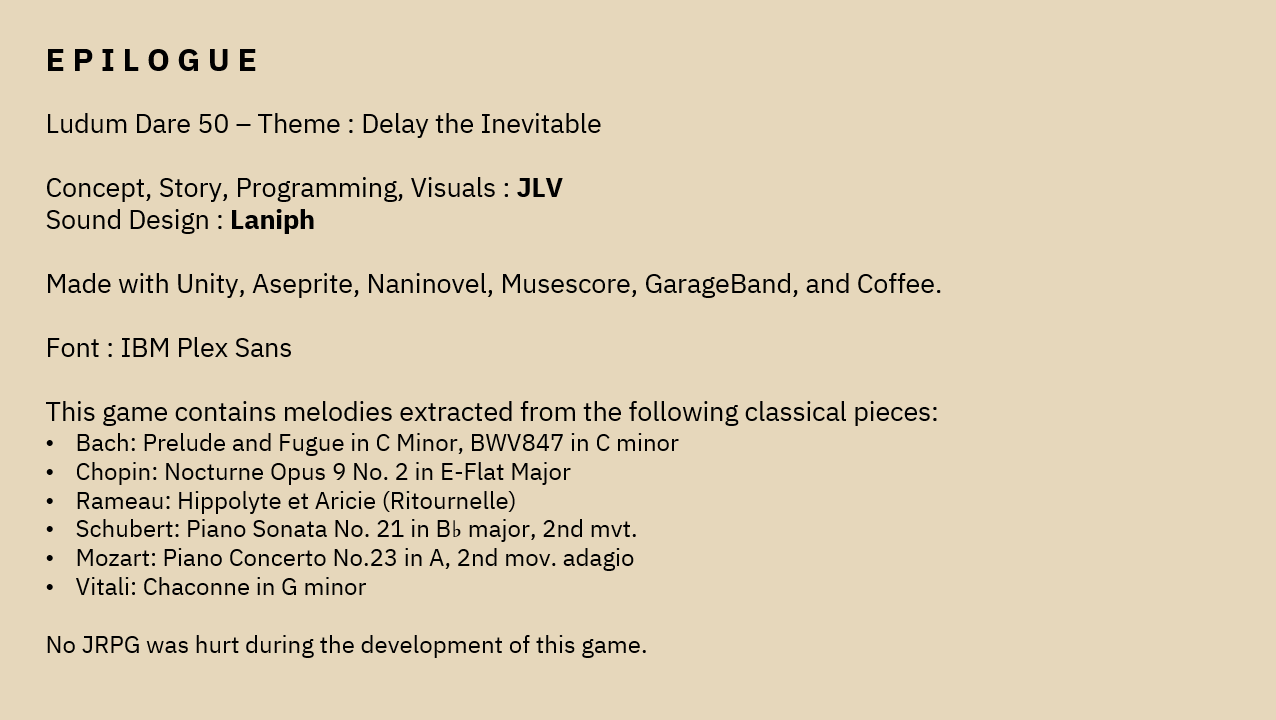 EPILOGUE
Ludum Dare 50 – Theme : Delay the Inevitable
Concept, Story, Programming, Visuals : JLV
Sound Design : Laniph
Made with Unity, Aseprite, Naninovel, Musescore, GarageBand, and Coffee.
Font : IBM Plex Sans
This game contains melodies extracted from the following classical pieces:
• Bach: Prelude and Fugue in C Minor, BWV847 in C minor
• Chopin: Nocturne Opus 9 No. 2 in E-Flat Major
• Rameau: Hippolyte et Aricie (Ritournelle)
• Schubert: Piano Sonata No. 21 in B♭ major, 2nd mvt.
• Mozart: Piano Concerto No.23 in A, 2nd mov. adagio
• Vitali: Chaconne in G minor
No JRPG was hurt during the development of this game.